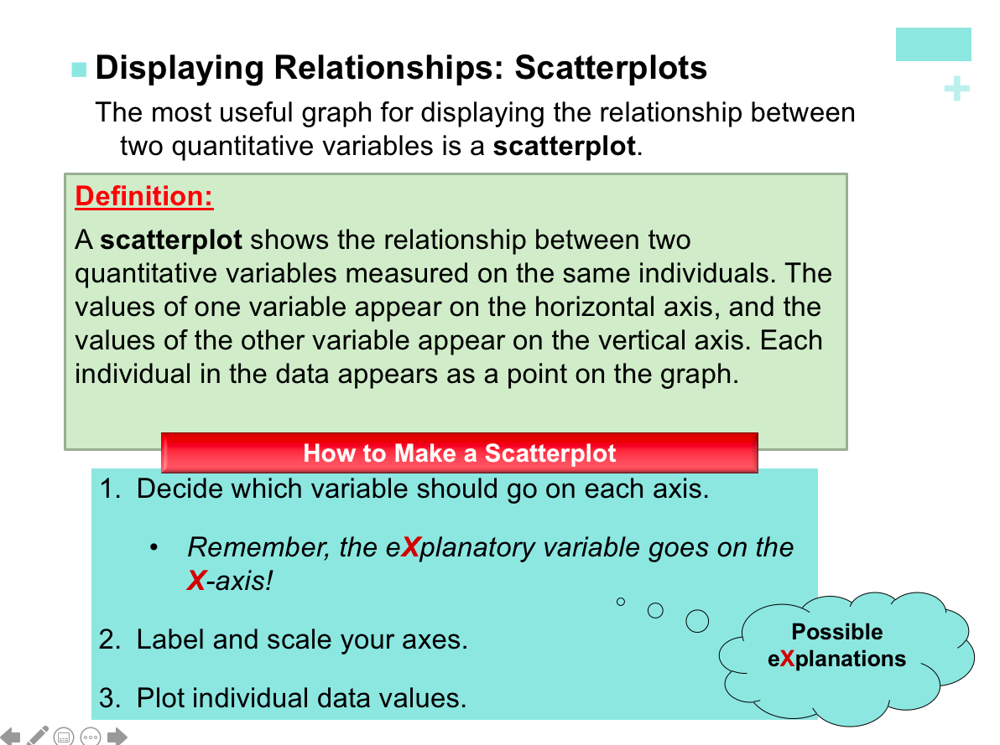 Displaying Relationships: Scatterplots
The most useful graph for displaying the relationship between
two quantitative variables is a scatterplot.
Definition:
A scatterplot shows the relationship between two
quantitative variables measured on the same individuals. The
values of one variable appear on the horizontal axis, and the
values of the other variable appear on the vertical axis. Each
individual in the data appears as a point on the graph.
How to Make a Scatterplot
1. Decide which variable should go on each axis.
• Remember, the eXplanatory variable goes on the
X-axis!
2. Label and scale your axes.
3. Plot individual data values.
Possible
eXplanations